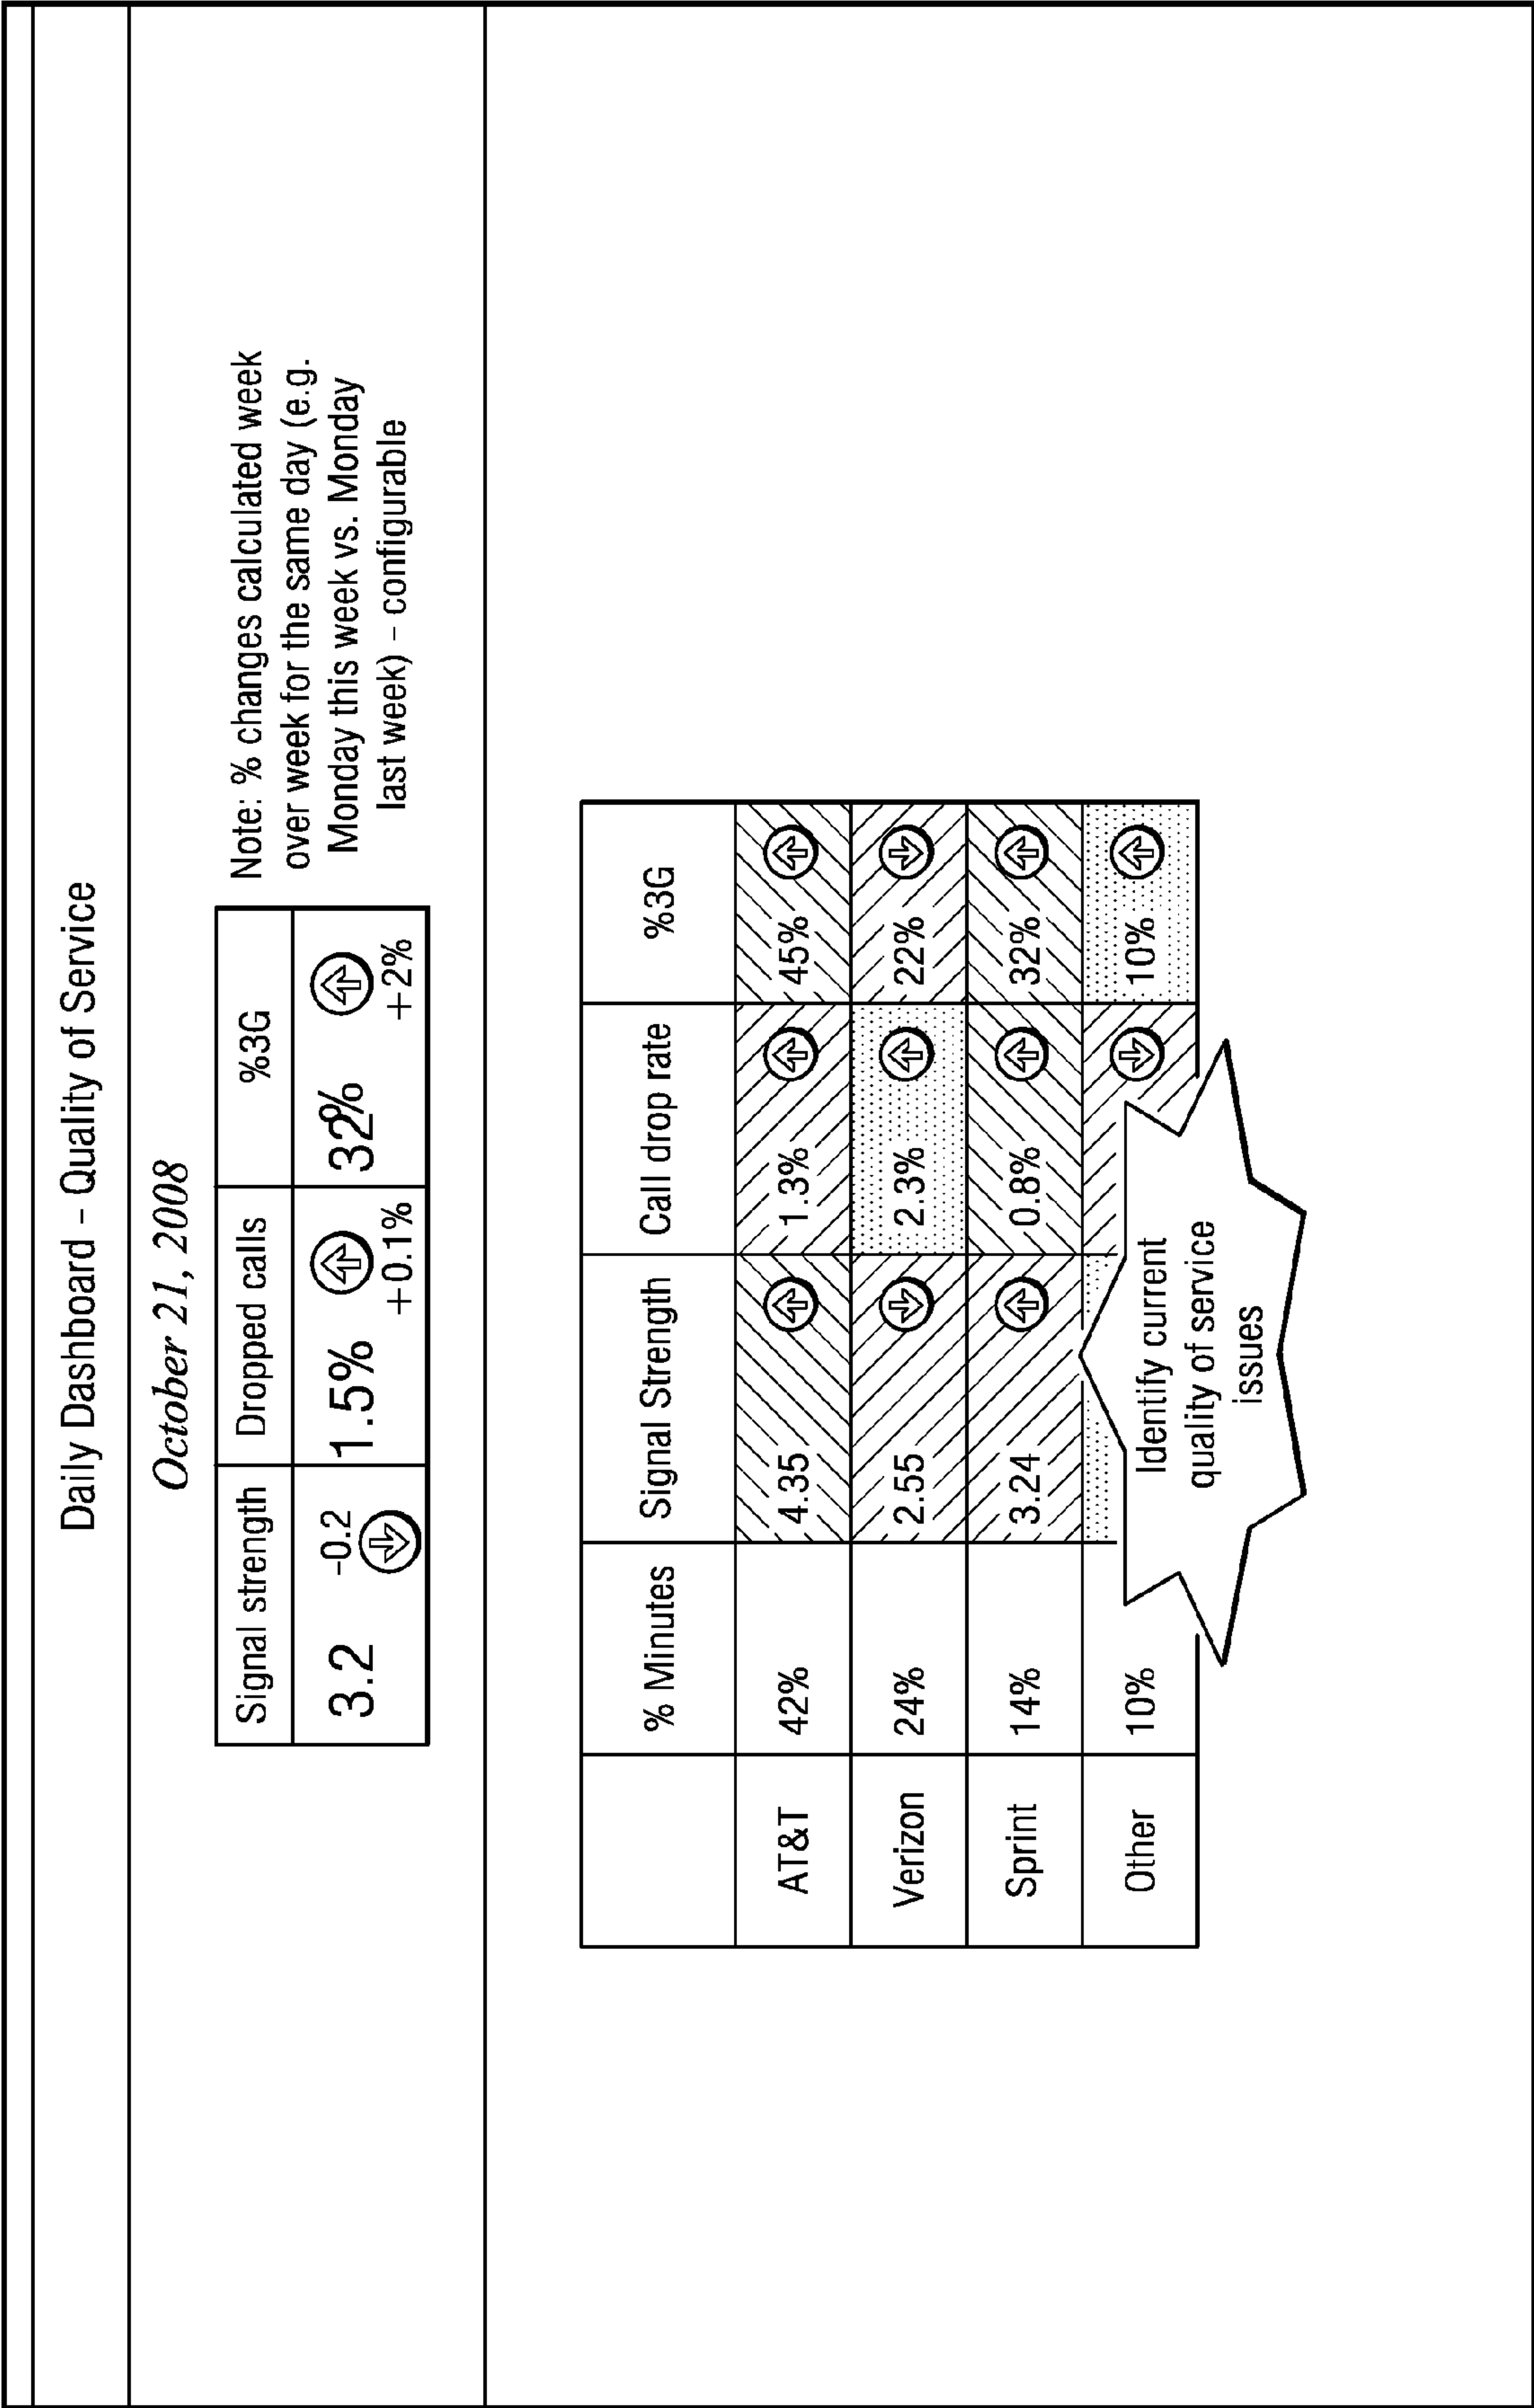 Daily Dashboard - Quality of Service
October 21, 2008
Signal strength Dropped calls %3G
3.2 -0.2 1.5% +0.1% 32% +2%
Note: % changes calculated week
over week for the same day (e.g.
Monday this week vs. Monday
last week) - configurable
% Minutes Signal Strength Call drop rate %3G
AT&T 42% 4.35 1.3% 45%
Verizon 24% 2.55 2.3% 22%
Sprint 14% 3.24 0.8% 32%
Other 10% 10%
Identify current
quality of service
issues